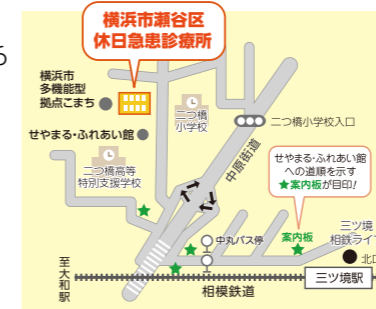 る
横浜市瀬谷区
休日急患診療所
横浜市
多機能型
拠点こまち
二つ橋
小学校
二つ橋小学校入口
せやまる・ふれあい館
中原街道
せやまる・ふれあい館
への道順を示す
★案内板が目印!
二つ橋高等
特別支援学校
三ツ境
相鉄ライフ
中丸バス停
案内板
北口
至大和駅
三ツ境駅
相模鉄道